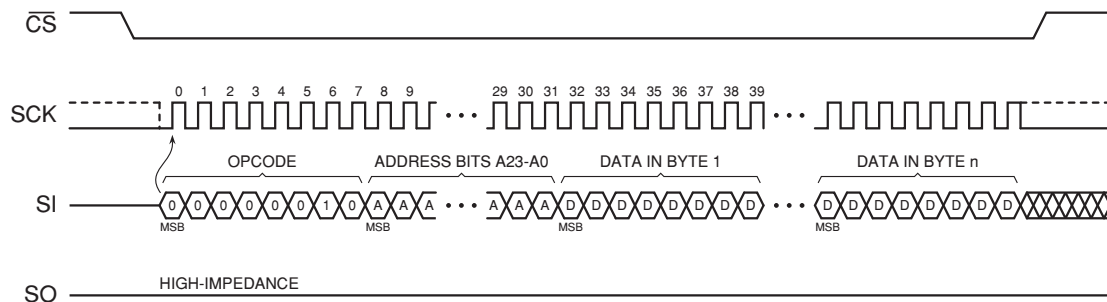 CS
SCK
0 1 2 3 4 5 6 7 8 9 29 30 31 32 33 34 35 36 37 38 39
OPCODE ADDRESS BITS A23-A0 DATA IN BYTE 1 DATA IN BYTE n
SI
0 0 0 0 0 0 1 0 A A A A A A D D D D D D D D D D D D D D D D
MSB MSB MSB MSB
SO
HIGH-IMPEDANCE